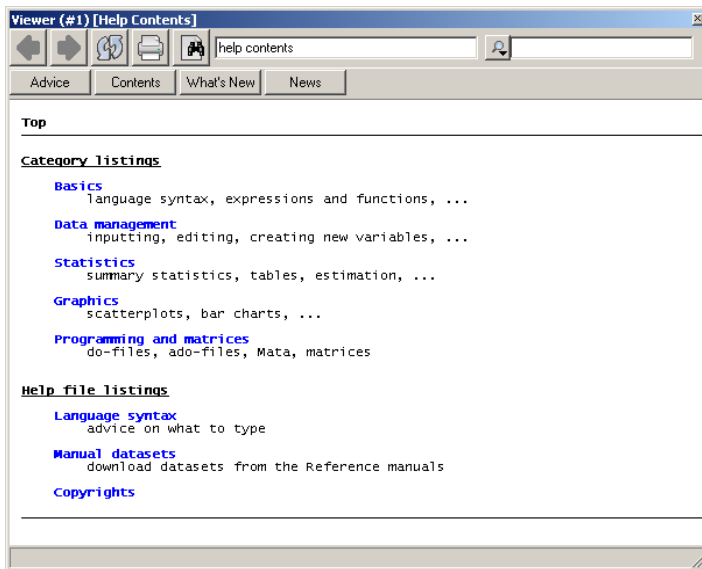 Viewer (#1) [Help Contents]
help contents
Advice
Contents
What's New
News
Top
Category listings
Basics
language syntax, expressions and functions, ...
Data management
inputting, editing, creating new variables, ...
Statistics
summary statistics, tables, estimation, ...
Graphics
scatterplots, bar charts, ...
Programming and matrices
do-files, ado-files, Mata, matrices
Help file listings
Language syntax
advice on what to type
Manual datasets
download datasets from the Reference manuals
Copyrights